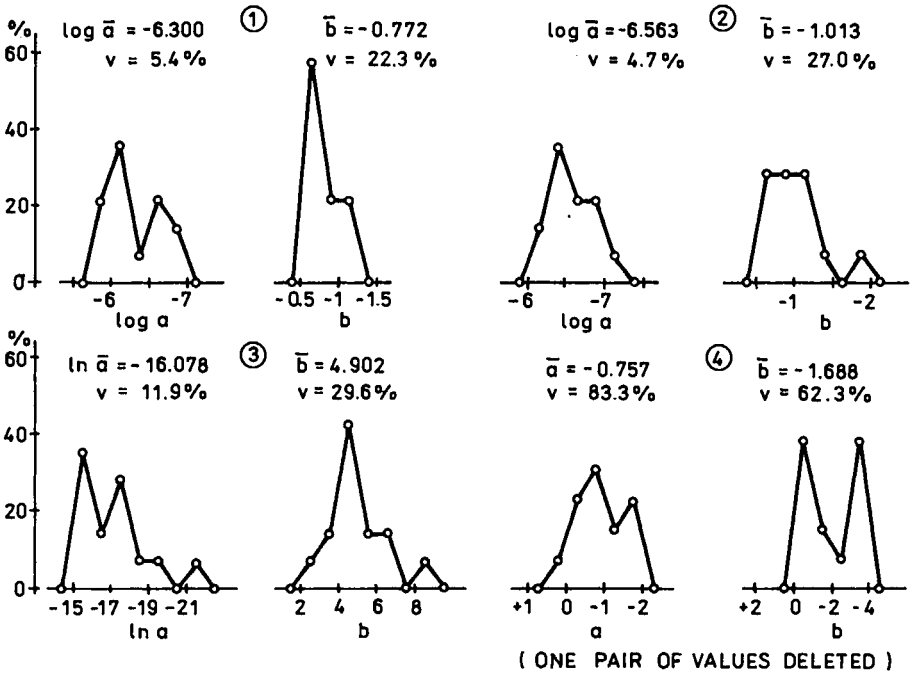 %
log a̅ = -6.300
v = 5.4%
①
b̅ = -0.772
v = 22.3%
log a̅ = -6.563
v = 4.7%
②
b̅ = -1.013
v = 27.0%
60
40
20
0
-6 -7
log a
-0.5 -1 -1.5
b
-6 -7
log a
-1 -2
b
%
ln a̅ = -16.078
v = 11.9%
③
b̅ = 4.902
v = 29.6%
a̅ = -0.757
v = 83.3%
④
b̅ = -1.688
v = 62.3%
60
40
20
0
-15 -17 -19 -21
ln a
2 4 6 8
b
+1 0 -1 -2
a
+2 0 -2 -4
b
( ONE PAIR OF VALUES DELETED )